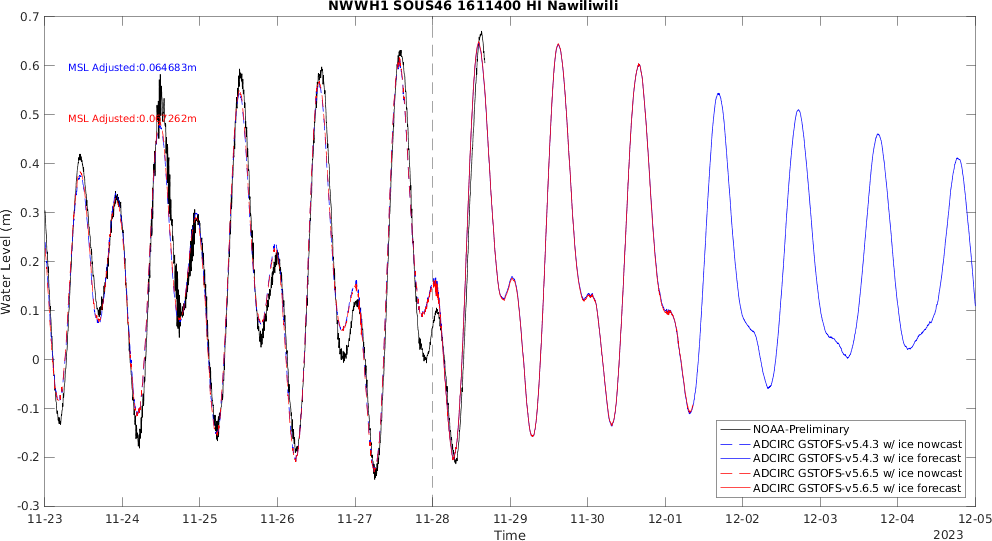 NWWH1 SOUS46 1611400 HI Nawiliwili
Water Level (m)
0.7
0.6
0.5
0.4
0.3
0.2
0.1
0
-0.1
-0.2
-0.3
MSL Adjusted:0.064683m
MSL Adjusted:0.067262m
NOAA-Preliminary
ADCIRC GSTOFS-v5.4.3 w/ ice nowcast
ADCIRC GSTOFS-v5.4.3 w/ ice forecast
ADCIRC GSTOFS-v5.6.5 w/ ice nowcast
ADCIRC GSTOFS-v5.6.5 w/ ice forecast
11-23 11-24 11-25 11-26 11-27 11-28 11-29 11-30 12-01 12-02 12-03 12-04 12-05
Time
2023